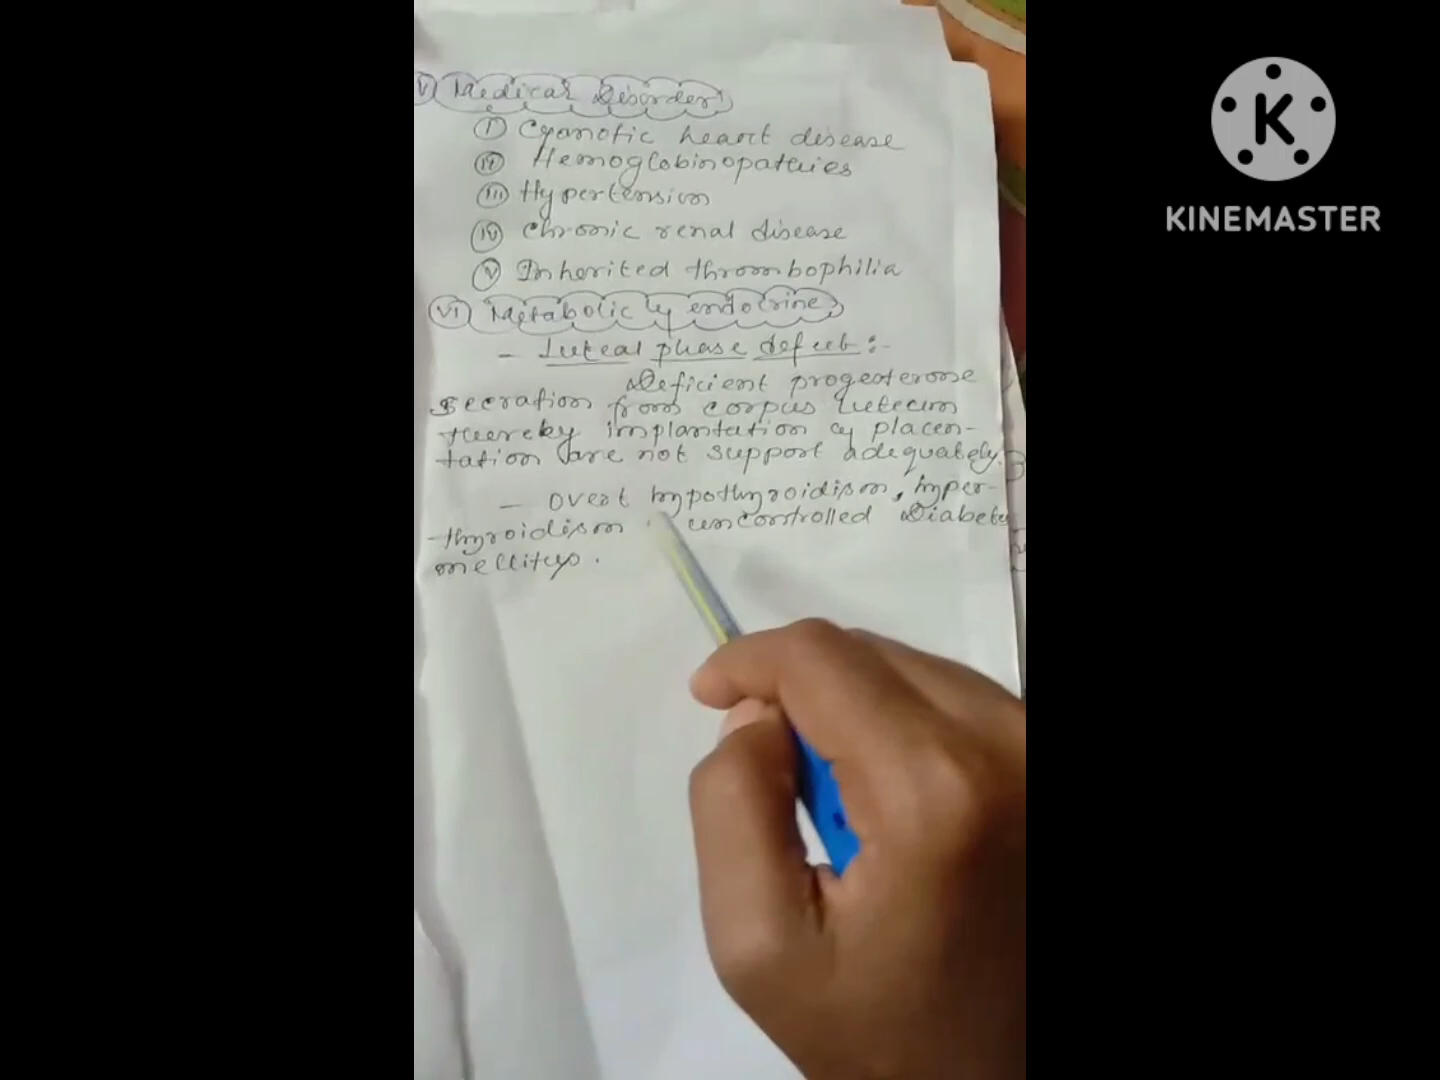 V) Medical Disorder
I Cyanotic heart disease
II Hemoglobinopathies
III Hypertension
IV Chronic renal disease
V Inherited thrombophilia
VI Metabolic & endocrine
- Luteal phase defect :-
Deficient progesterone
secration from corpus luteum
thereby implantation & placen-
tation are not support adequately.
- Overt hypothyroidism, hyper-
thyroidism, uncontrolled Diabetes
mellitus.
K
KINEMASTER